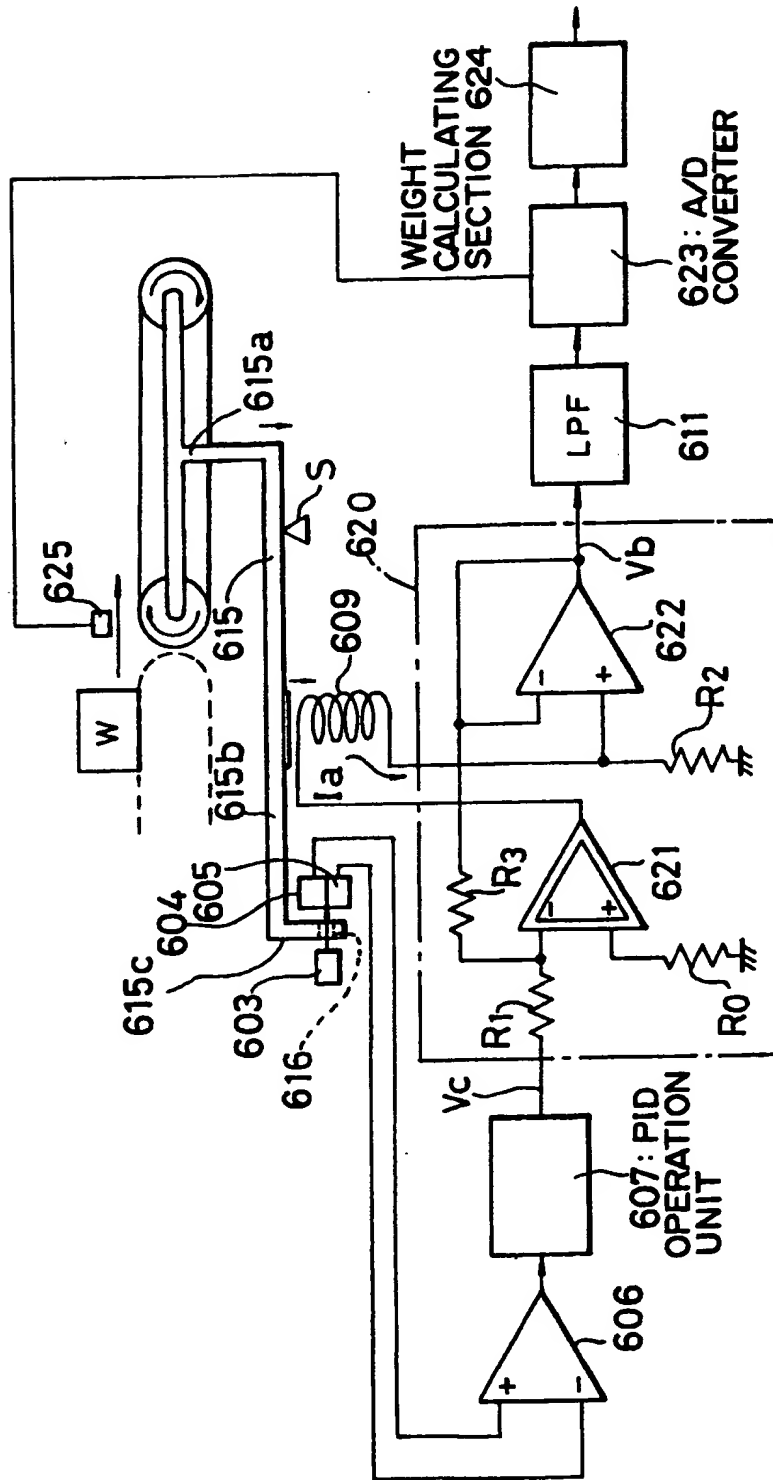 W
625
615a
S
615
615b
609
Ia
604
605
615c
603
616
620
WEIGHT
CALCULATING
SECTION 624
623: A/D
CONVERTER
LPF
611
Vb
622
-
+
R2
R3
621
-
+
R0
R1
Vc
607: PID
OPERATION
UNIT
606
+
-